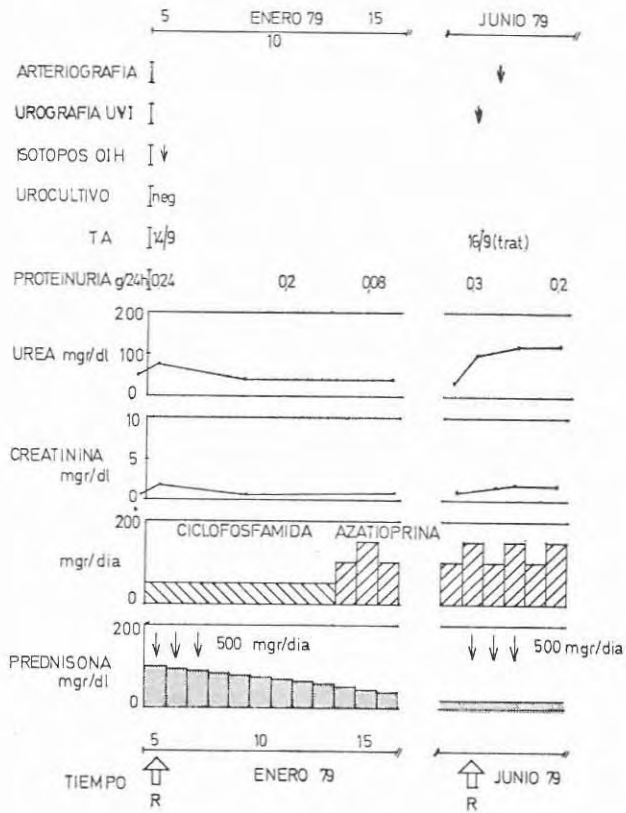 5 ENERO 79 15 JUNIO 79
10
ARTERIOGRAFIA
UROGRAFIA UVI
ISOTOPOS OIH
UROCULTIVO neg
TA 14/9 16/9(trat)
PROTEINURIA g/24h 024 0,2 0,08 0,3 0,2
200
UREA mgr/dl 100
0
10
CREATININA 5
mgr/dl
0
200 CICLOFOSFAMIDA AZATIOPRINA
mgr/dia
0
200 500 mgr/dia 500 mgr/dia
PREDNISONA
mgr/dl
0
5 10 15
TIEMPO ENERO 79 JUNIO 79
R R